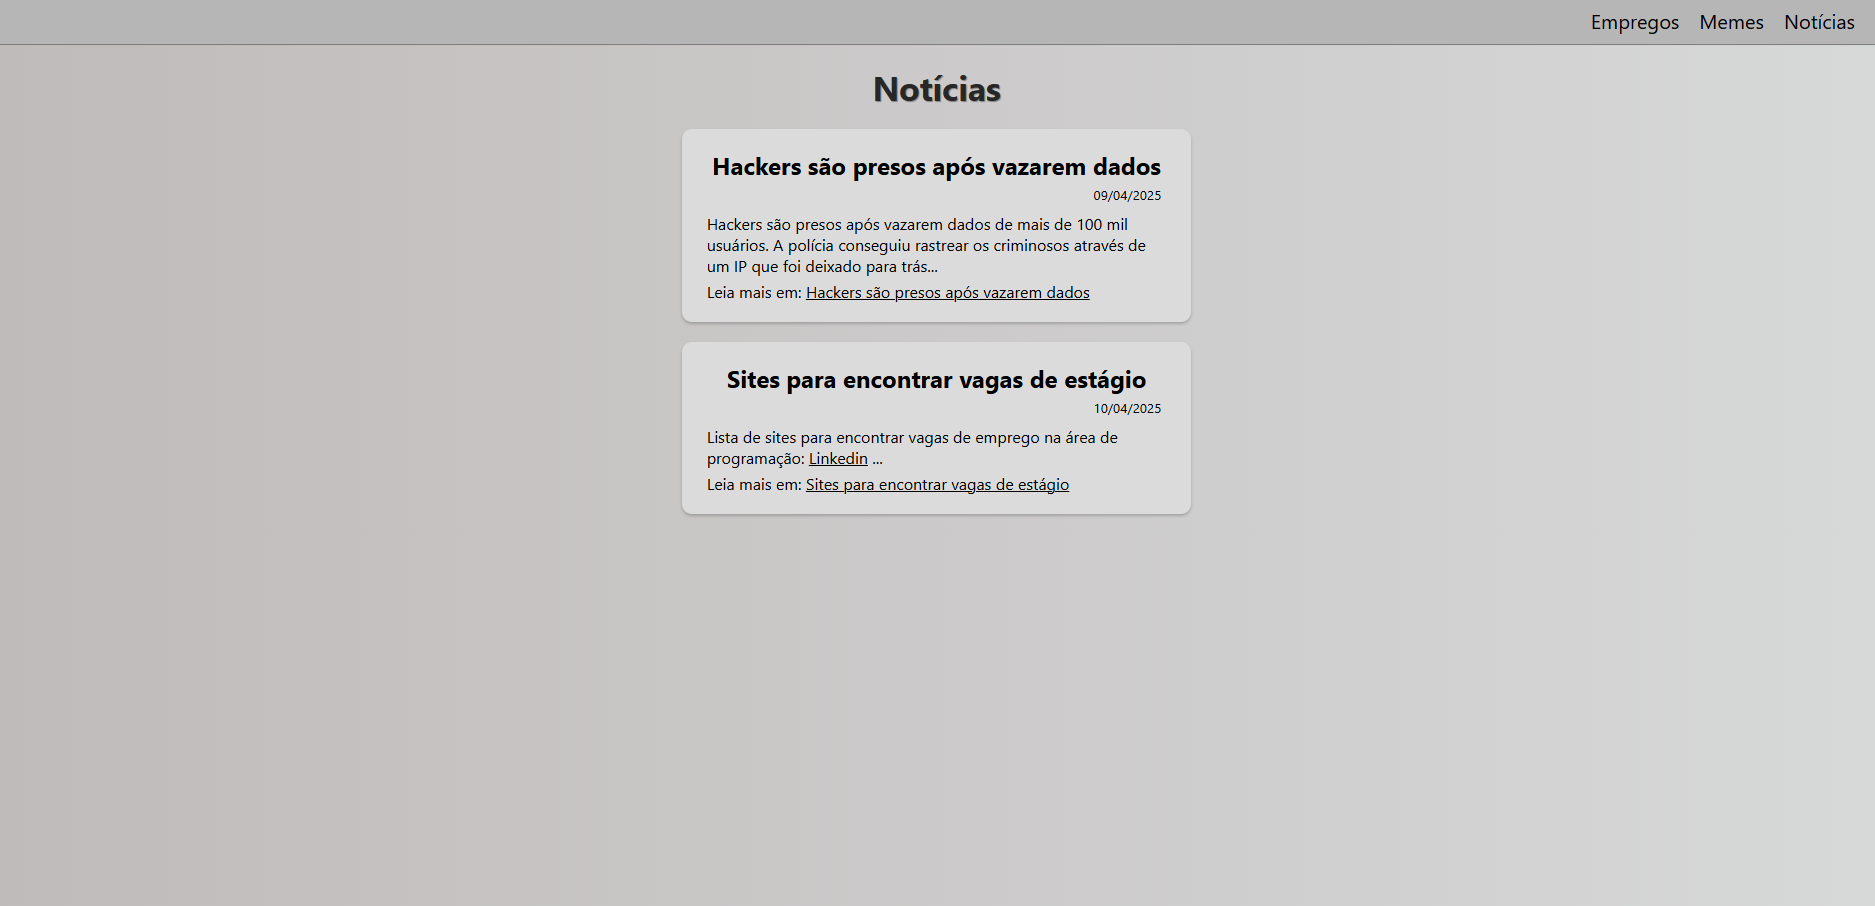 Empregos Memes Notícias
Notícias
Hackers são presos após vazarem dados
09/04/2025
Hackers são presos após vazarem dados de mais de 100 mil
usuários. A polícia conseguiu rastrear os criminosos através de
um IP que foi deixado para trás...
Leia mais em: Hackers são presos após vazarem dados
Sites para encontrar vagas de estágio
10/04/2025
Lista de sites para encontrar vagas de emprego na área de
programação: Linkedin ...
Leia mais em: Sites para encontrar vagas de estágio